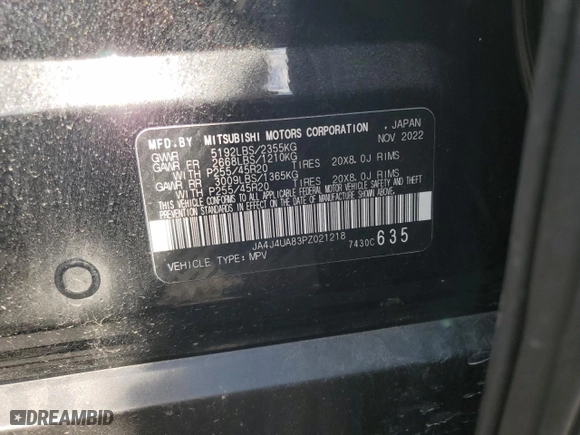 MFD.BY MITSUBISHI MOTORS CORPORATION , JAPAN
GVWR 5192LBS/2355KG NOV 2022
GAWR FR 2668LBS/1210KG
WITH P255/45R20 TIRES 20X8.0J RIMS
GAWR RR 3009LBS/1365KG
WITH P255/45R20 TIRES 20X8.0J RIMS
THIS VEHICLE CONFORMS TO ALL APPLICABLE FEDERAL MOTOR VEHICLE SAFETY AND THEFT
PREVENTION STANDARDS IN EFFECT ON THE DATE OF MANUFACTURE SHOWN ABOVE.
JA4J4UA83PZ021218
7430C 635
VEHICLE TYPE: MPV
DREAMBID